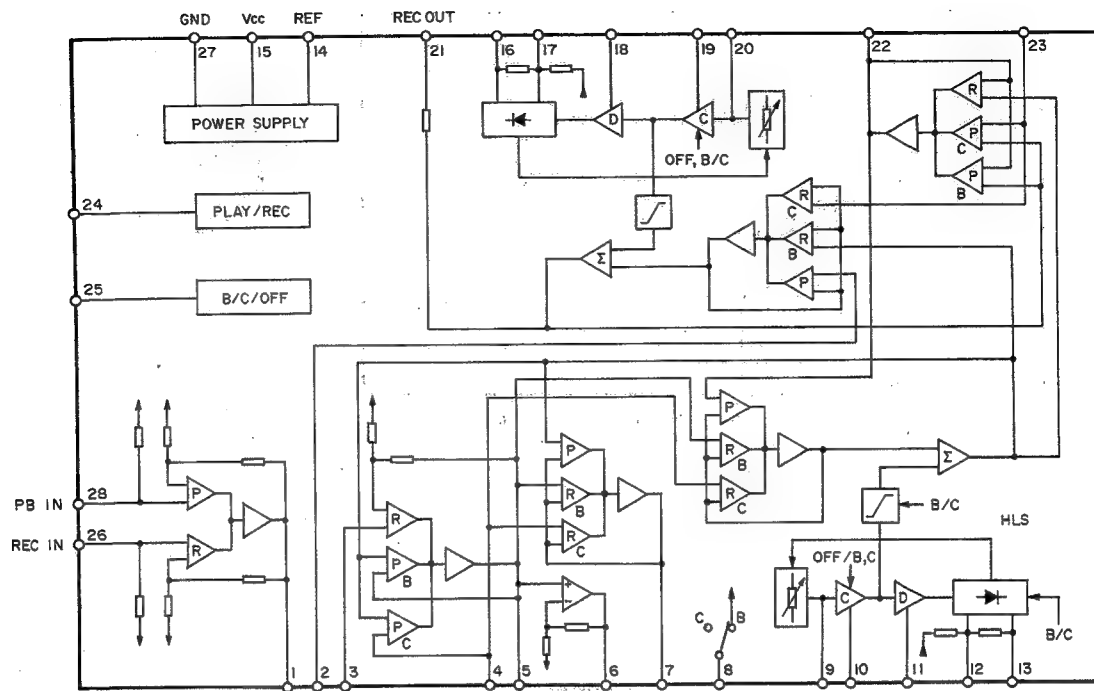 GND Vcc REF REC OUT
27 15 14 21 16 17 18 19 20 22 23
POWER SUPPLY
D C
OFF, B/C
R
P
C
P
B
24
PLAY/REC
R
C
R
B
P
Σ
25
B/C/OFF
PB IN 28
P
REC IN 26
R
R
P
B
P
C
P
R
B
R
C
+
-
P
R
B
R
C
Σ
B/C
HLS
OFF/B,C
C D
B/C
C B
1 2 3 4 5 6 7 8 9 10 11 12 13